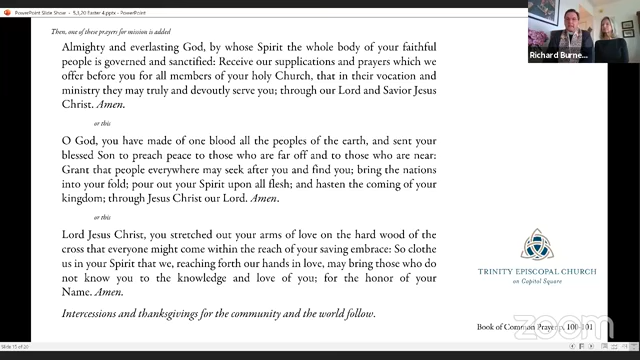 PowerPoint Slide Show - 5.3.20 Easter 4.pptx - PowerPoint
Then, one of these prayers for mission is added
Almighty and everlasting God, by whose Spirit the whole body of your faithful
people is governed and sanctified: Receive our supplications and prayers which we
offer before you for all members of your holy Church, that in their vocation and
ministry they may truly and devoutly serve you; through our Lord and Savior Jesus
Christ. Amen.
or this
O God, you have made of one blood all the peoples of the earth, and sent your
blessed Son to preach peace to those who are far off and to those who are near:
Grant that people everywhere may seek after you and find you; bring the nations
into your fold; pour out your Spirit upon all flesh; and hasten the coming of your
kingdom; through Jesus Christ our Lord. Amen.
or this
Lord Jesus Christ, you stretched out your arms of love on the hard wood of the
cross that everyone might come within the reach of your saving embrace: So clothe
us in your Spirit that we, reaching forth our hands in love, may bring those who do
not know you to the knowledge and love of you; for the honor of your
Name. Amen.
Intercessions and thanksgivings for the community and the world follow.
Richard Burne...
TRINITY EPISCOPAL CHURCH
on Capitol Square
Book of Common Prayer, p. 100-101
zoom
Slide 15 of 20